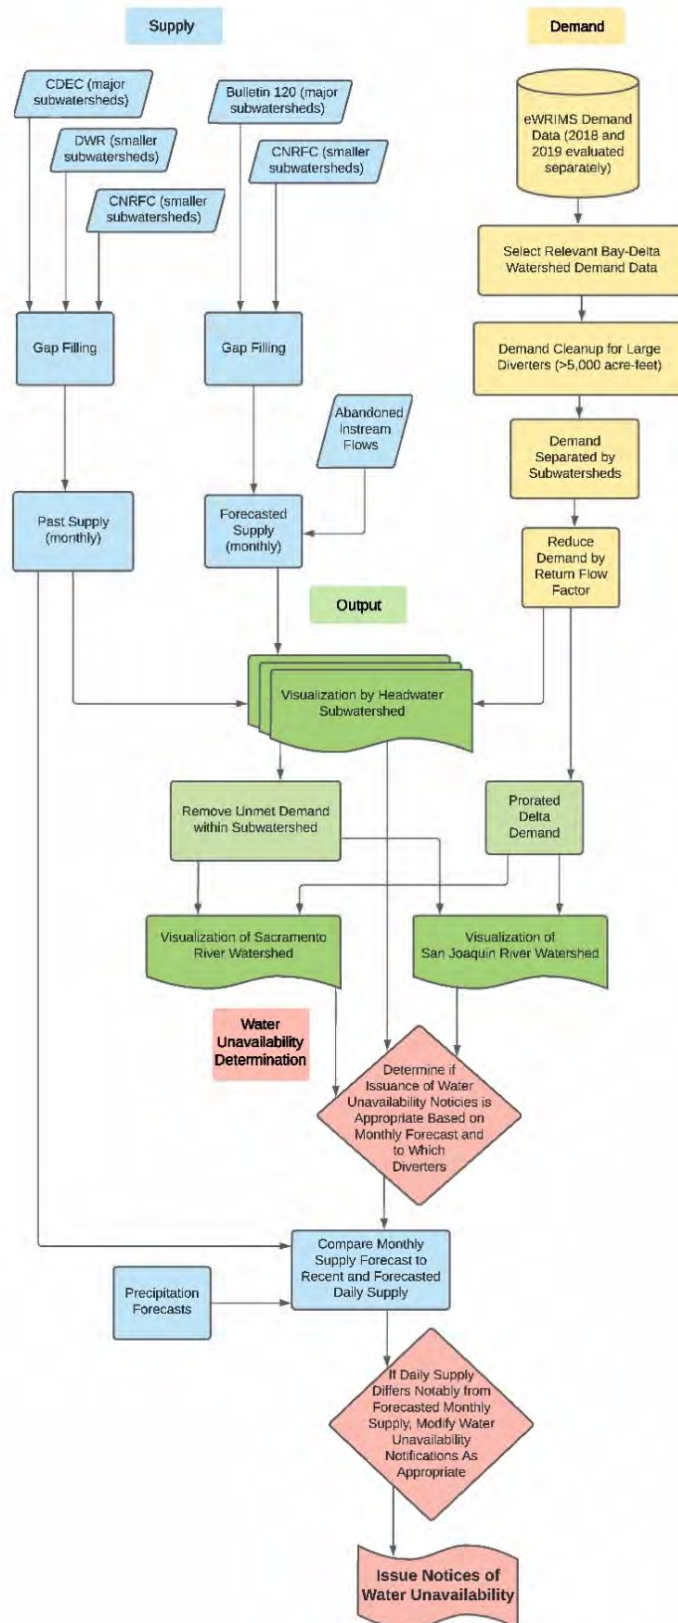 Supply
Demand
CDEC (major
subwatersheds)
DWR (smaller
subwatersheds)
CNRFC (smaller
subwatersheds)
Bulletin 120 (major
subwatersheds)
CNRFC (smaller
subwatersheds)
eWRIMS Demand
Data (2018 and
2019 evaluated
separately)
Select Relevant Bay-Delta
Watershed Demand Data
Gap Filling
Gap Filling
Demand Cleanup for Large
Diverters (>5,000 acre-feet)
Abandoned
Instream
Flows
Demand
Separated by
Subwatersheds
Past Supply
(monthly)
Forecasted
Supply
(monthly)
Reduce
Demand by
Return Flow
Factor
Output
Visualization by Headwater
Subwatershed
Remove Unmet Demand
within Subwatershed
Prorated
Delta
Demand
Visualization of Sacramento
River Watershed
Visualization of
San Joaquin River Watershed
Water
Unavailability
Determination
Determine if
Issuance of Water
Unavailability Noticies is
Appropriate Based on
Monthly Forecast and
to Which
Diverters
Compare Monthly
Supply Forecast to
Recent and Forecasted
Daily Supply
Precipitation
Forecasts
If Daily Supply
Differs Notably from
Forecasted Monthly
Supply, Modify Water
Unavailability
Notifications As
Appropriate
Issue Notices of
Water Unavailability